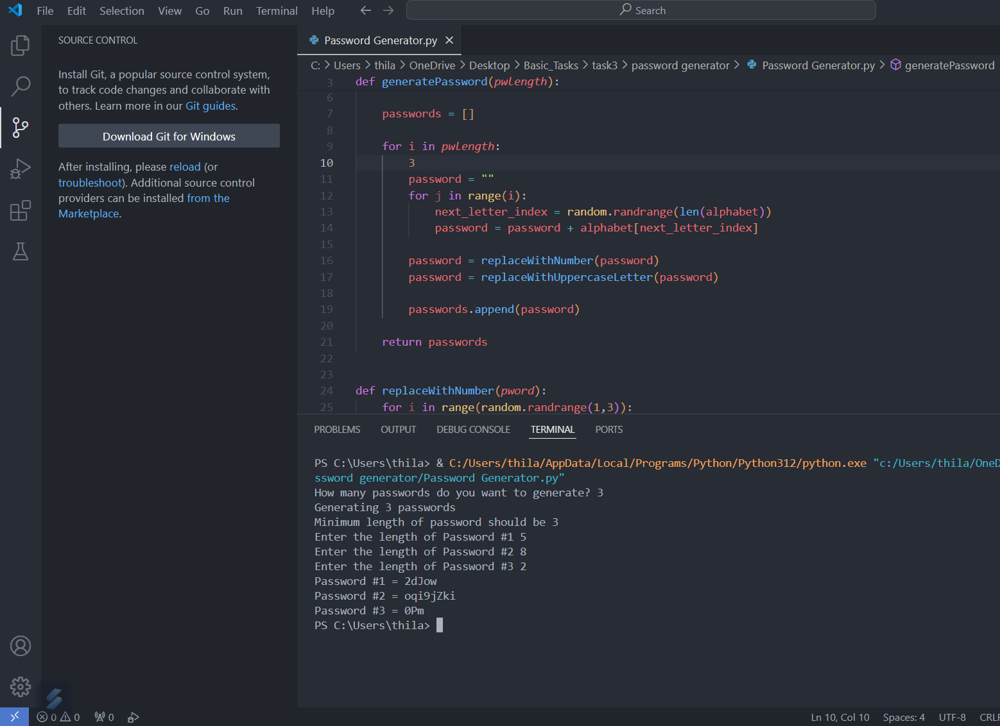 File Edit Selection View Go Run Terminal Help
Search
SOURCE CONTROL
Install Git, a popular source control system,
to track code changes and collaborate with
others. Learn more in our Git guides.
Download Git for Windows
After installing, please reload (or
troubleshoot). Additional source control
providers can be installed from the
Marketplace.
Password Generator.py
C: > Users > thila > OneDrive > Desktop > Basic_Tasks > task3 > password generator > Password Generator.py > generatePassword
3 def generatePassword(pwlength):
6
7 passwords = []
8
9 for i in pwlength:
10 3
11 password = ""
12 for j in range(i):
13 next_letter_index = random.randrange(len(alphabet))
14 password = password + alphabet[next_letter_index]
15
16 password = replaceWithNumber(password)
17 password = replaceWithUppercaseLetter(password)
18
19 passwords.append(password)
20
21 return passwords
22
23
24 def replaceWithNumber(pword):
25 for i in range(random.randrange(1,3)):
PROBLEMS OUTPUT DEBUG CONSOLE TERMINAL PORTS
PS C:\Users\thila> & C:/Users/thila/AppData/Local/Programs/Python/Python312/python.exe "c:/Users/thila/OneD
ssword generator/Password Generator.py"
How many passwords do you want to generate? 3
Generating 3 passwords
Minimum length of password should be 3
Enter the length of Password #1 5
Enter the length of Password #2 8
Enter the length of Password #3 2
Password #1 = 2dJow
Password #2 = oqi9jZki
Password #3 = 0Pm
PS C:\Users\thila>
0 0 0
Ln 10, Col 10 Spaces: 4 UTF-8 CRLF